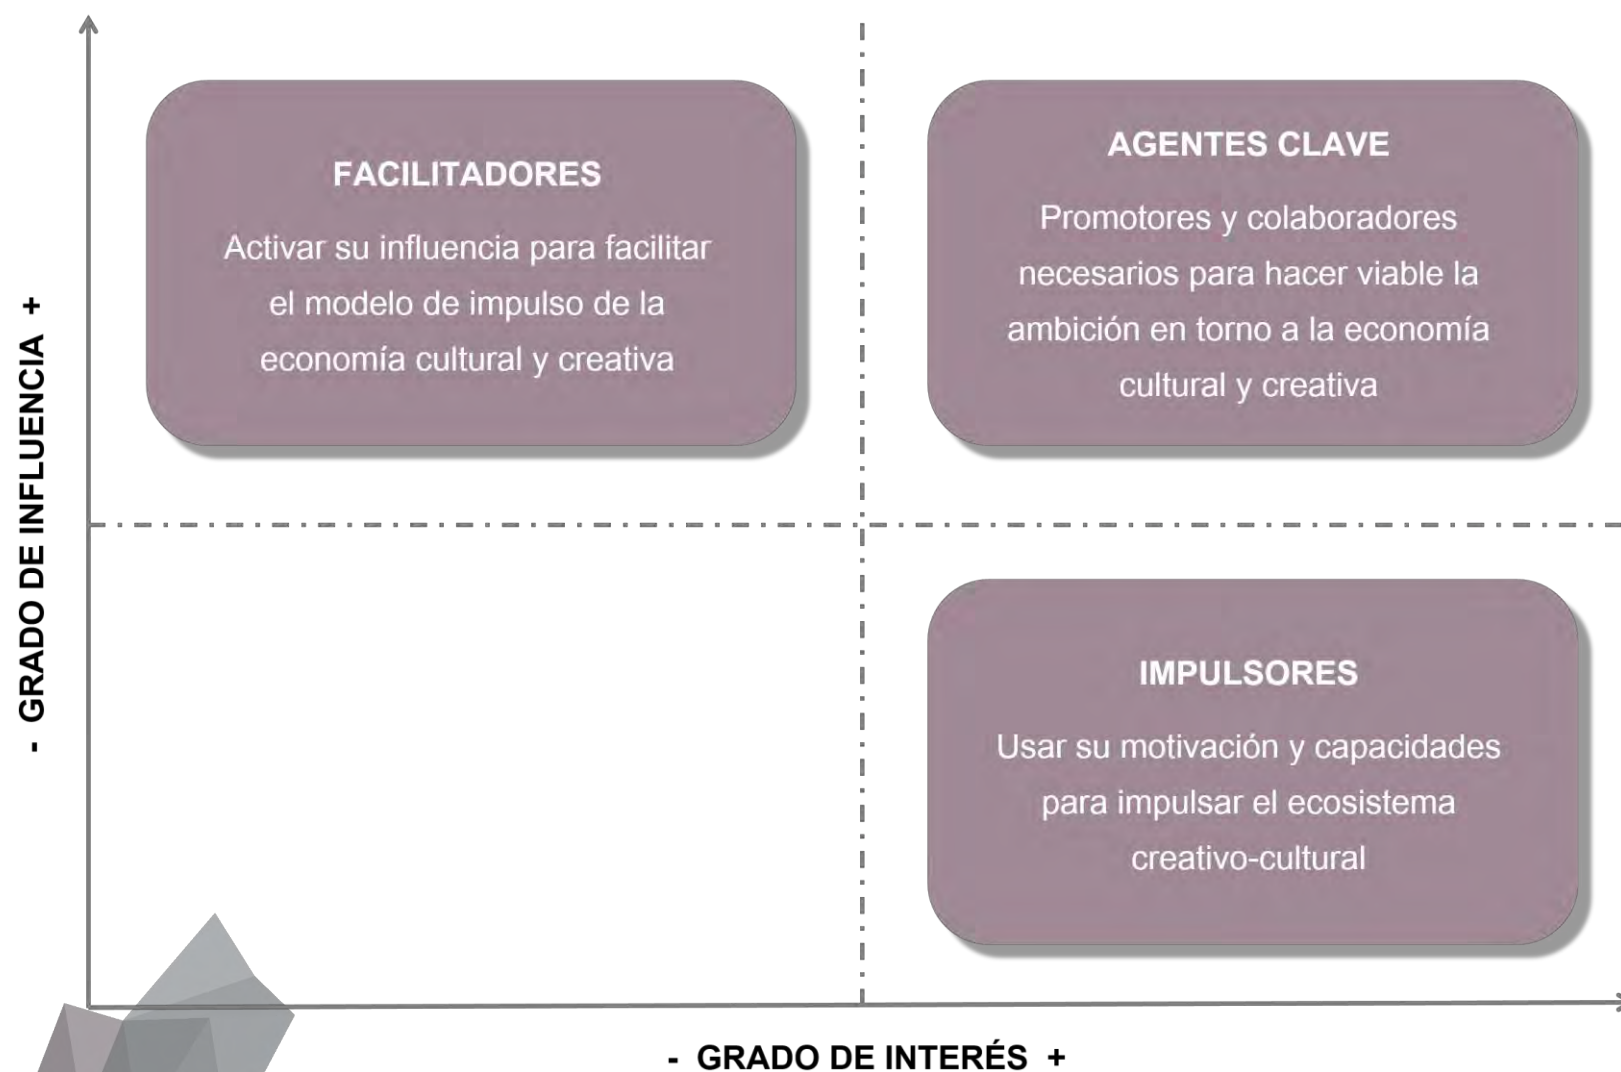 FACILITADORES
Activar su influencia para facilitar
el modelo de impulso de la
economía cultural y creativa
AGENTES CLAVE
Promotores y colaboradores
necesarios para hacer viable la
ambición en torno a la economía
cultural y creativa
- GRADO DE INFLUENCIA +
IMPULSORES
Usar su motivación y capacidades
para impulsar el ecosistema
creativo-cultural
- GRADO DE INTERÉS +